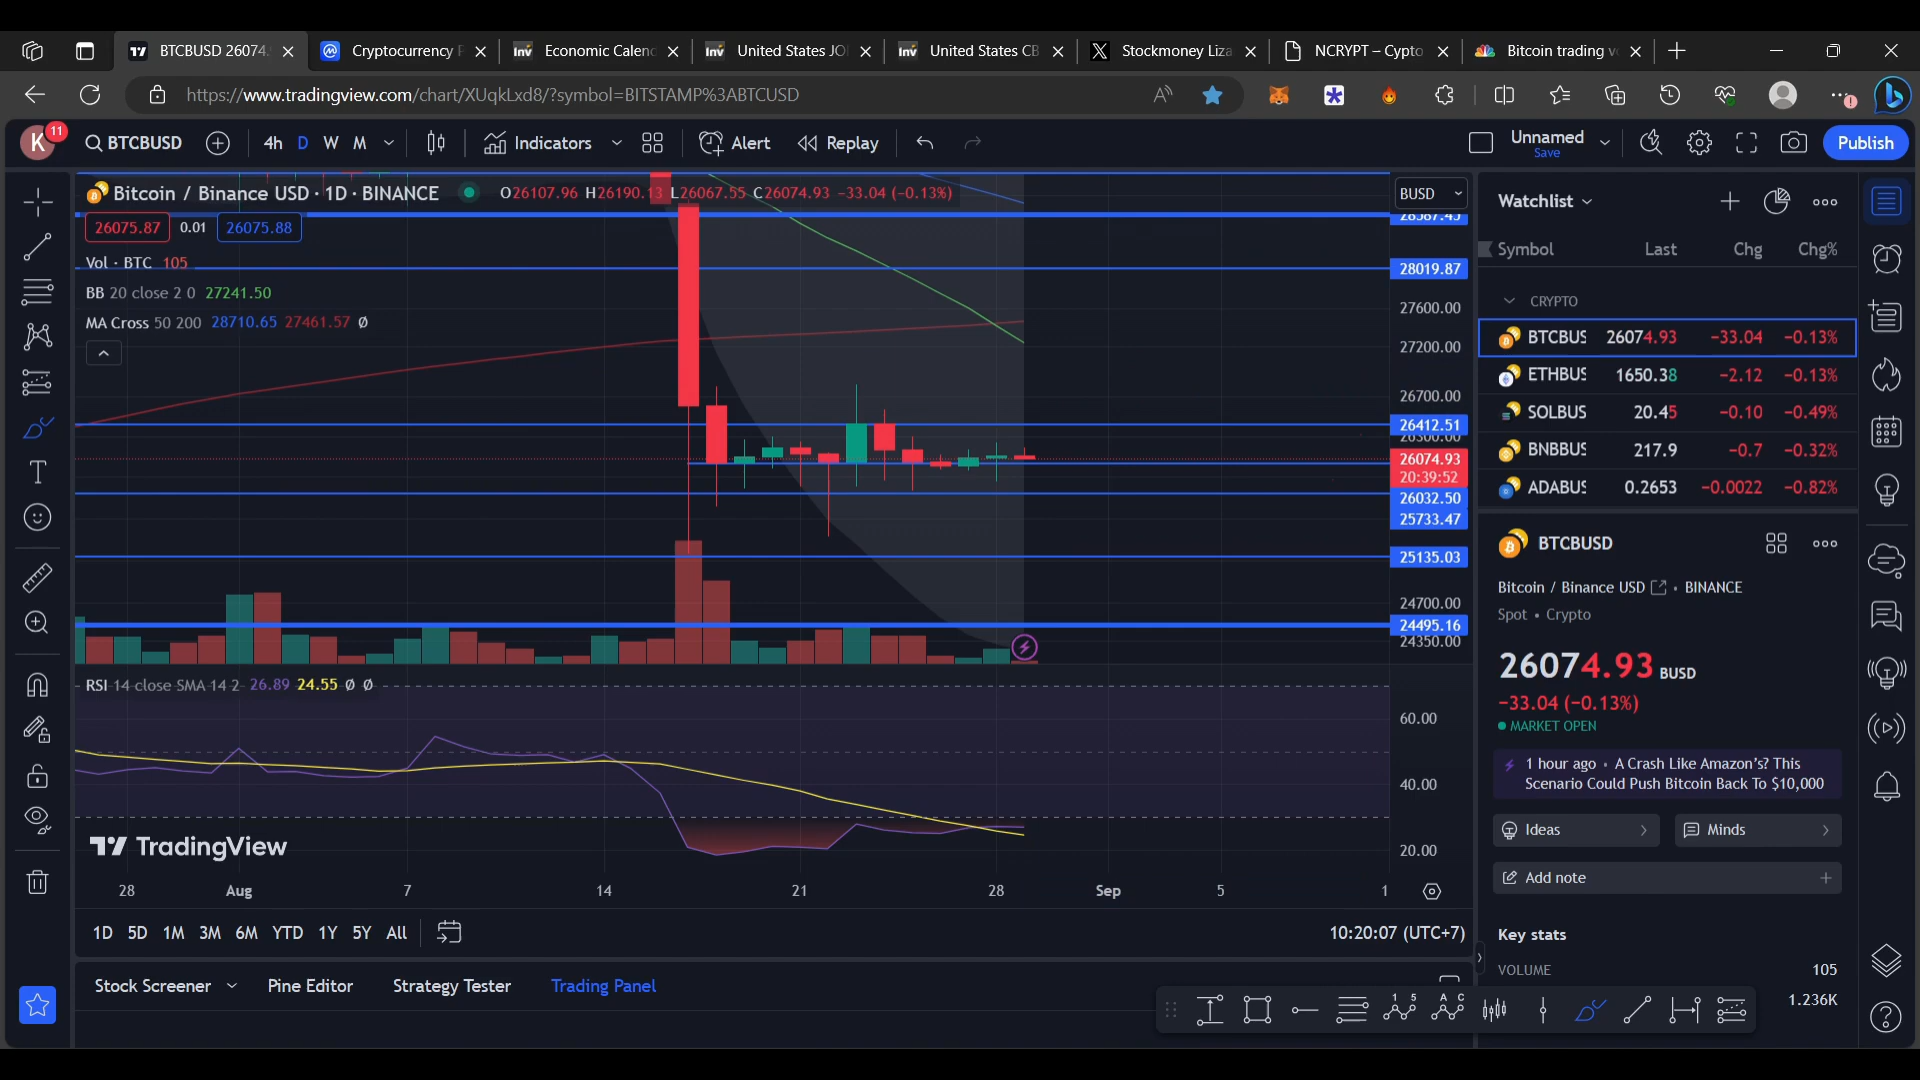 BTCBUSD 26074.
Cryptocurrency P
Economic Calenc
United States JO
United States CB
Stockmoney Liza
NCRYPT – Cypto
Bitcoin trading v
https://www.tradingview.com/chart/XUqkLxd8/?symbol=BITSTAMP%3ABTCUSD
K 11 BTCBUSD 4h D W M Indicators Alert Replay Unnamed Save Publish
Bitcoin / Binance USD · 1D · BINANCE O26107.96 H26190.13 L26067.55 C26074.93 −33.04 (−0.13%)
BUSD
26075.87 0.01 26075.88
Vol · BTC 105
BB 20 close 2 0 27241.50
MA Cross 50 200 28710.65 27461.57 Ø
28587.45
28019.87
27600.00
27200.00
26700.00
26412.51
26300.00
26074.93
20:39:52
26032.50
25733.47
25135.03
24700.00
24495.16
24350.00
RSI 14 close SMA 14 2 26.89 24.55 Ø Ø
60.00
40.00
20.00
TradingView
28 Aug 7 14 21 28 Sep 5 1
1D 5D 1M 3M 6M YTD 1Y 5Y All
10:20:07 (UTC+7)
Stock Screener Pine Editor Strategy Tester Trading Panel
Watchlist
Symbol Last Chg Chg%
CRYPTO
BTCBUS 26074.93 −33.04 −0.13%
ETHBUS 1650.38 −2.12 −0.13%
SOLBUS 20.45 −0.10 −0.49%
BNBBUS 217.9 −0.7 −0.32%
ADABUS 0.2653 −0.0022 −0.82%
BTCBUSD
Bitcoin / Binance USD • BINANCE
Spot • Crypto
26074.93 BUSD
−33.04 (−0.13%)
MARKET OPEN
1 hour ago • A Crash Like Amazon's? This
Scenario Could Push Bitcoin Back To $10,000
Ideas
Minds
Add note
Key stats
VOLUME 105
1.236K